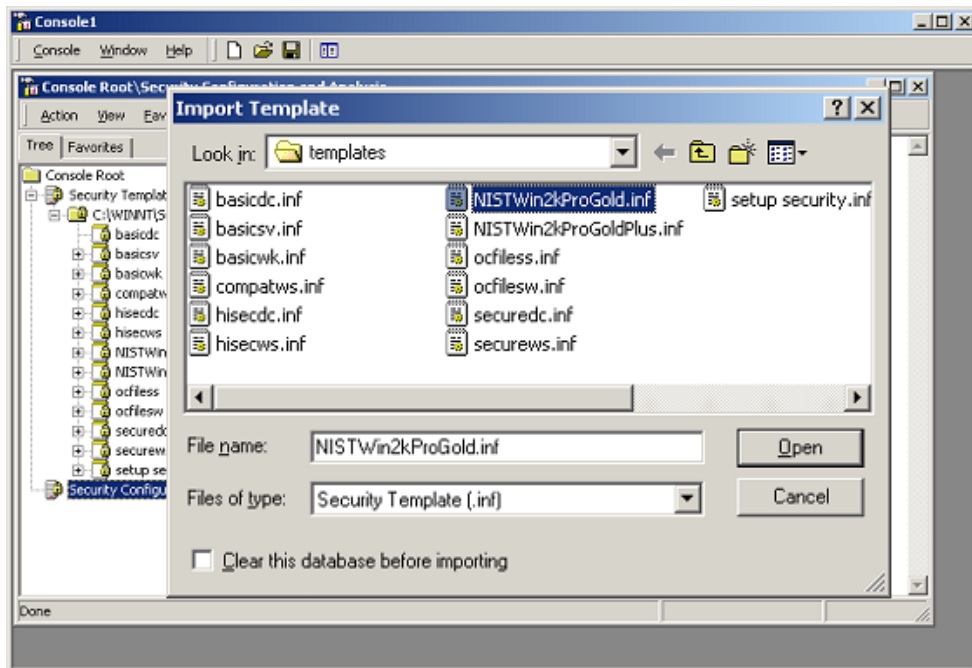 Console1
Console Window Help
Console Root\Security Configuration and Analysis
Action View Fav
Tree Favorites
Console Root
Security Templat
C:\WINNT\S
basicdc
basicsv
basicwk
compatw
hisecdc
hisecws
NISTWin
NISTWin
ocfiless
ocfilesw
securedc
securew
setup se
Security Configu
Import Template
Look in: templates
basicdc.inf
basicsv.inf
basicwk.inf
compatws.inf
hisecdc.inf
hisecws.inf
NISTWin2kProGold.inf
NISTWin2kProGoldPlus.inf
ocfiless.inf
ocfilesw.inf
securedc.inf
securews.inf
setup security.inf
File name: NISTWin2kProGold.inf
Open
Files of type: Security Template (.inf)
Cancel
Clear this database before importing
Done